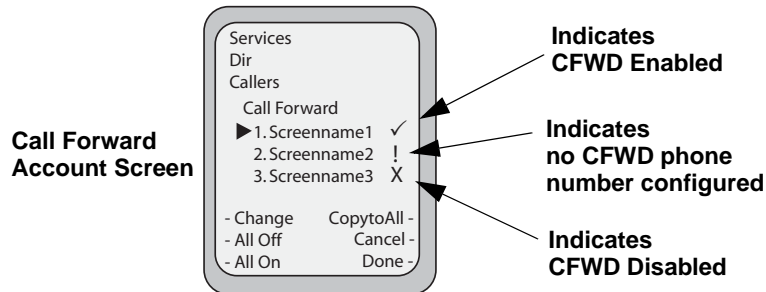 Call Forward
Account Screen
Services
Dir
Callers
Call Forward
▶1. Screenname1 ✓
2. Screenname2 !
3. Screenname3 X
- Change CopytoAll -
- All Off Cancel -
- All On Done -
Indicates
CFWD Enabled
Indicates
no CFWD phone
number configured
Indicates
CFWD Disabled